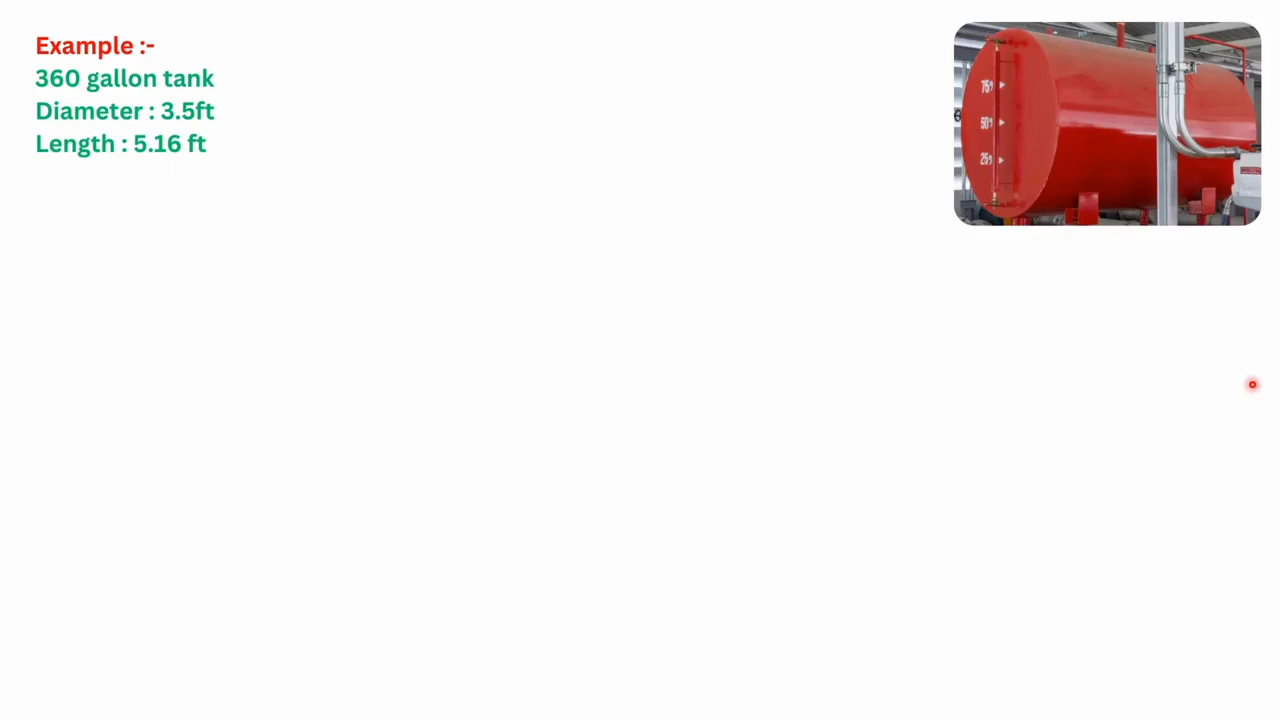 Example :-
360 gallon tank
Diameter : 3.5ft
Length : 5.16 ft